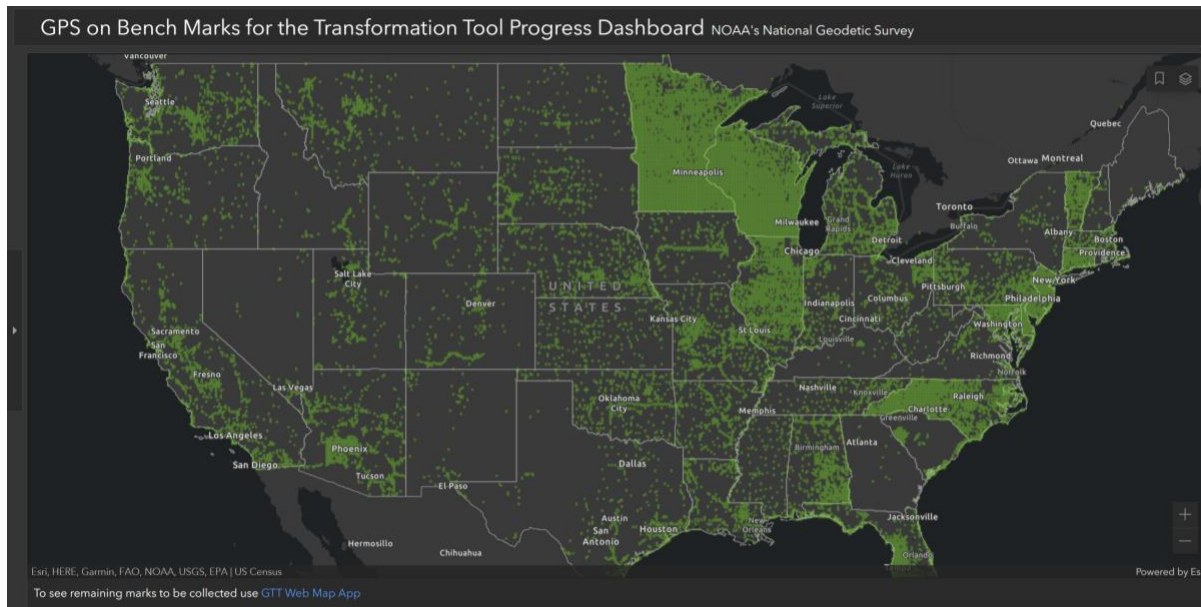 GPS on Bench Marks for the Transformation Tool Progress Dashboard NOAA's National Geodetic Survey
Vancouver
Seattle
Portland
Quebec
Ottawa Montreal
Lake Superior
Lake Huron
Minneapolis
Toronto
Buffalo
Albany
Boston
Providence
Milwaukee
Grand Rapids
Detroit
Chicago
Cleveland
New York
Salt Lake City
Denver
UNITED
STATES
Pittsburgh
Philadelphia
Indianapolis
Columbus
Cincinnati
Washington
Kansas City
St Louis
Louisville
Richmond
Norfolk
Sacramento
San Francisco
Fresno
Las Vegas
Oklahoma City
Nashville
Knoxville
Raleigh
Charlotte
Greenville
Memphis
Los Angeles
San Diego
Phoenix
Tucson
Birmingham
Atlanta
Dallas
El Paso
Austin
San Antonio
Houston
New Orleans
Jacksonville
Orlando
Hermosillo
Chihuahua
+
−
Esri, HERE, Garmin, FAO, NOAA, USGS, EPA | US Census
Powered by Es
To see remaining marks to be collected use GTT Web Map App